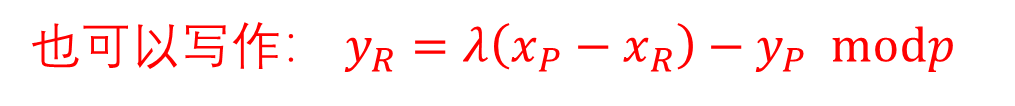 也可以写作： y_R = λ(x_P − x_R) − y_P modp